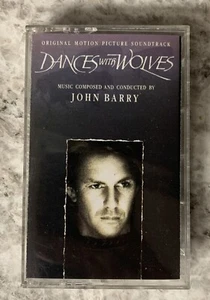 ORIGINAL MOTION PICTURE SOUNDTRACK
DANCES WITH WOLVES
MUSIC COMPOSED AND CONDUCTED BY
JOHN BARRY